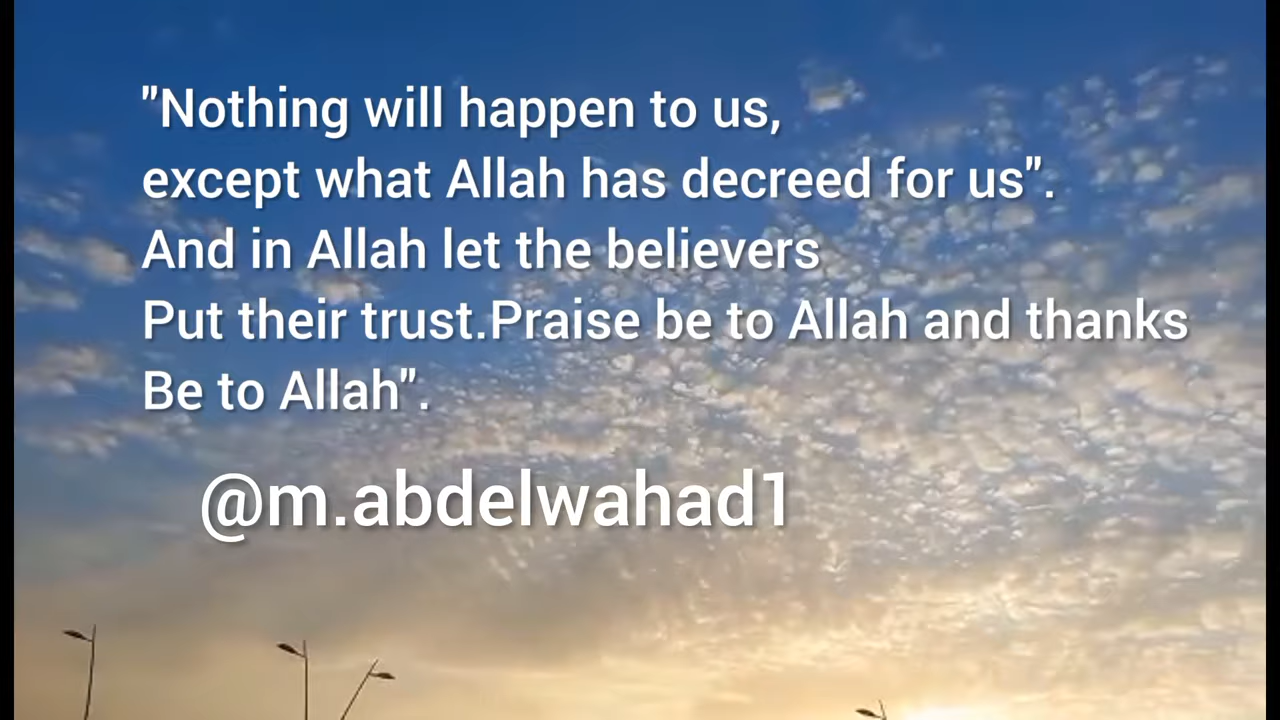 "Nothing will happen to us,
except what Allah has decreed for us".
And in Allah let the believers
Put their trust.Praise be to Allah and thanks
Be to Allah".
@m.abdelwahad1